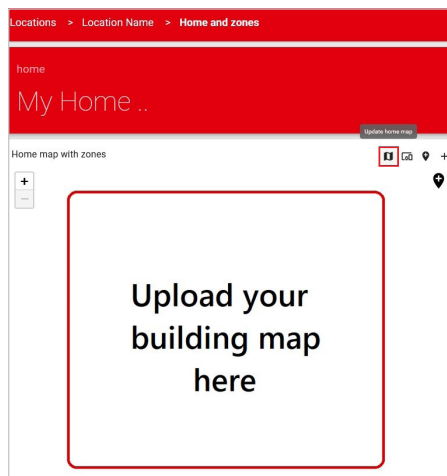 Locations > Location Name > Home and zones
home
My Home ..
Update home map
Home map with zones
+
+
−
Upload your
building map
here